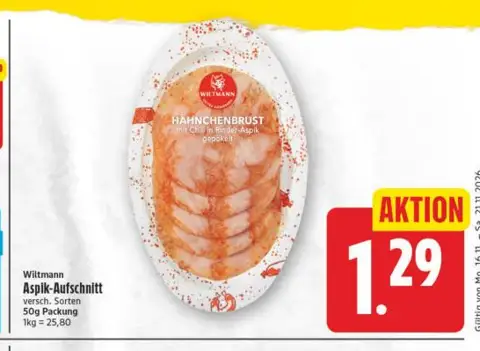 WILTMANN
HÄHNCHENBRUST
mit Chili in Rinder-Aspik
gepökelt
Wiltmann
Aspik-Aufschnitt
versch. Sorten
50g Packung
1kg = 25,80
AKTION
1.29
Gültig von Mo. 16.11. – Sa. 21.11.2026